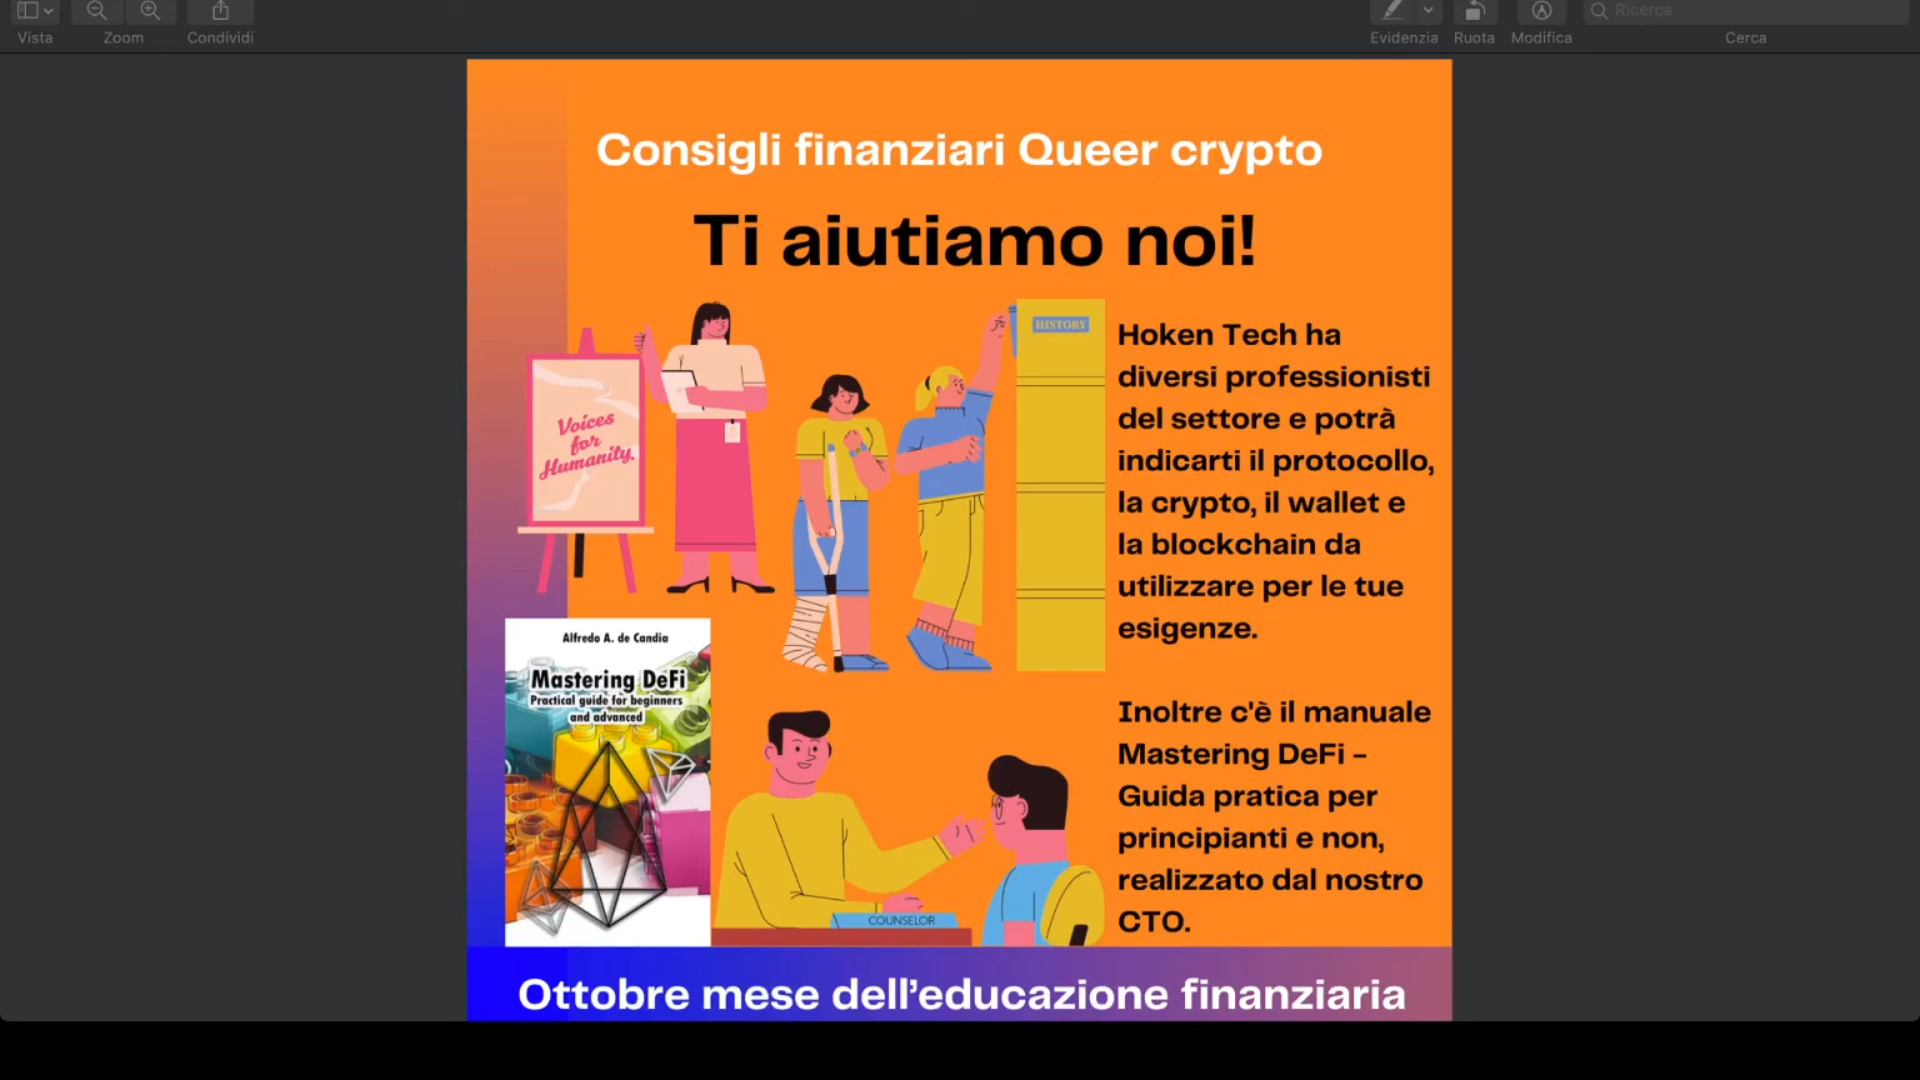 Vista
Zoom
Condividi
Evidenzia
Ruota
Modifica
Ricerca
Cerca
Consigli finanziari Queer crypto
Ti aiutiamo noi!
HISTORY
Voices
for
Humanity
Hoken Tech ha
diversi professionisti
del settore e potrà
indicarti il protocollo,
la crypto, il wallet e
la blockchain da
utilizzare per le tue
esigenze.
Alfredo A. de Candia
Mastering DeFi
Practical guide for beginners
and advanced
Inoltre c'è il manuale
Mastering DeFi -
Guida pratica per
principianti e non,
realizzato dal nostro
CTO.
COUNSELOR
Ottobre mese dell’educazione finanziaria